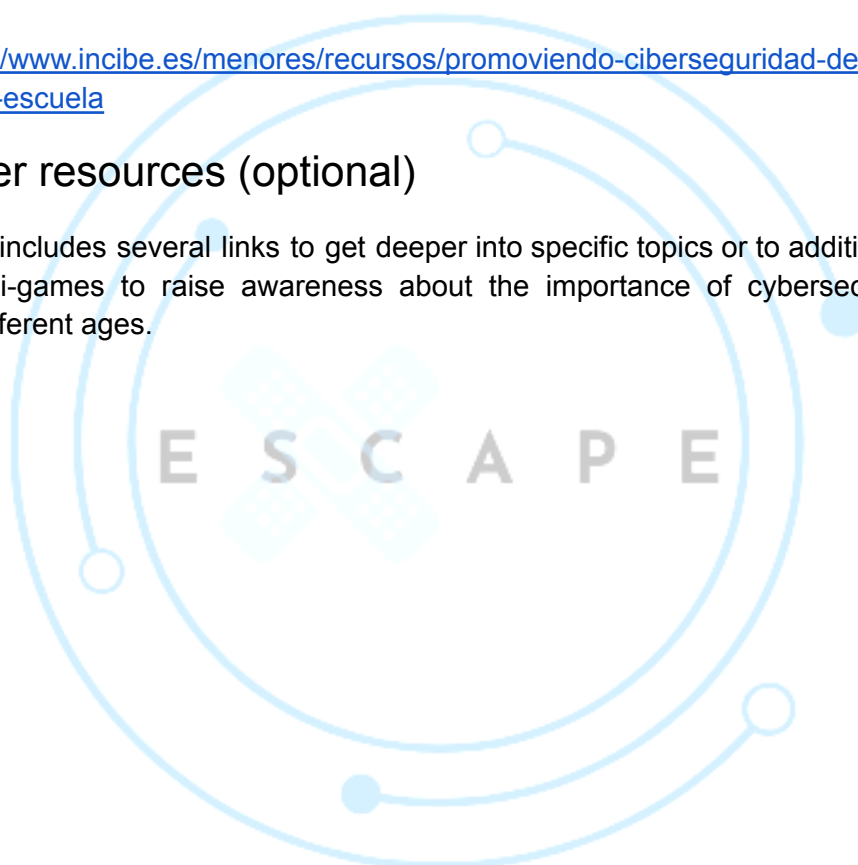 /www.incibe.es/menores/recursos/promoviendo-ciberseguridad-de
-escuela
er resources (optional)
includes several links to get deeper into specific topics or to additi
i-games to raise awareness about the importance of cybersec
ferent ages.
E S C A P E